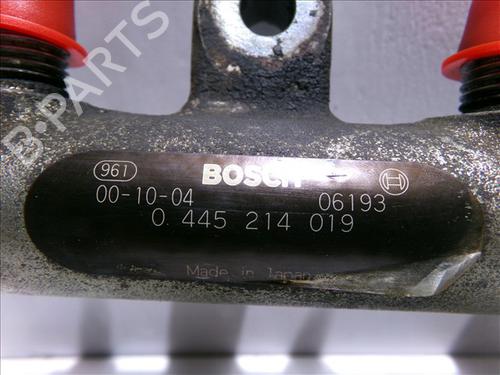 B-PARTS
961 BOSCH
00-10-04 06193
0 445 214 019
Made in Japan